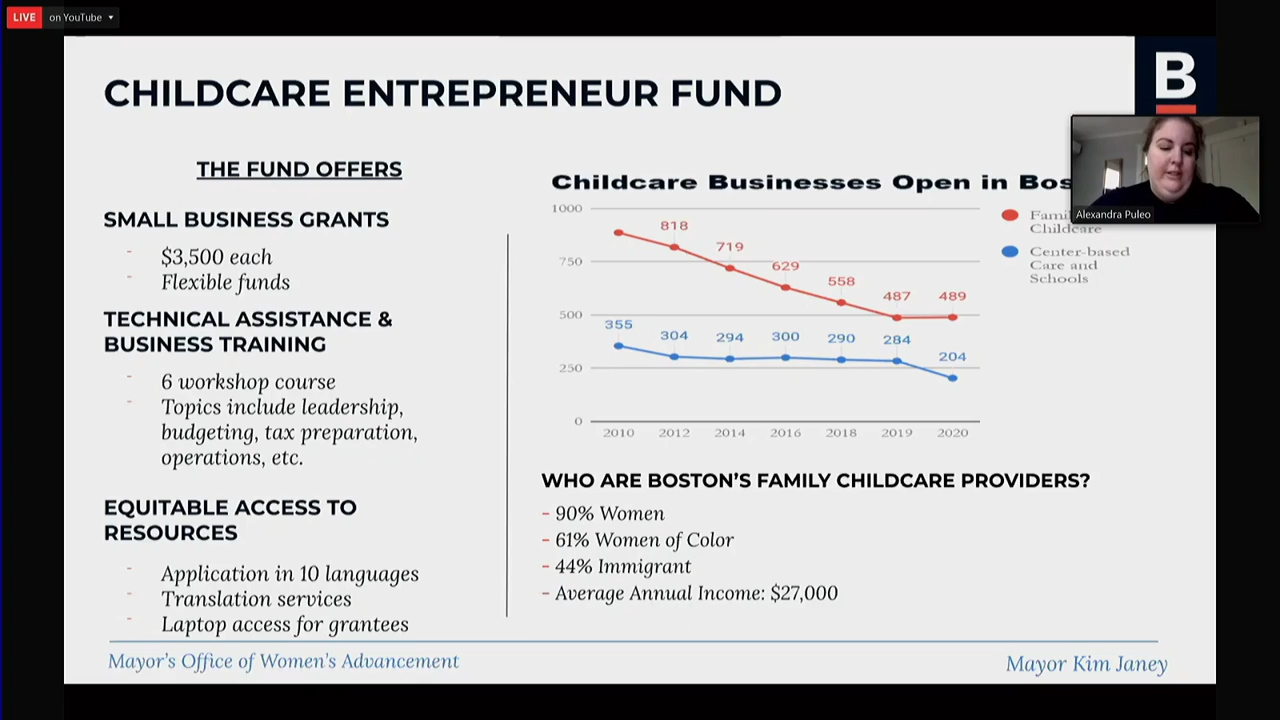 LIVE on YouTube
CHILDCARE ENTREPRENEUR FUND
B
THE FUND OFFERS
SMALL BUSINESS GRANTS
- $3,500 each
- Flexible funds
TECHNICAL ASSISTANCE &
BUSINESS TRAINING
- 6 workshop course
- Topics include leadership,
budgeting, tax preparation,
operations, etc.
EQUITABLE ACCESS TO
RESOURCES
- Application in 10 languages
- Translation services
- Laptop access for grantees
Childcare Businesses Open in
1000
750
500
250
0
818
719
629
558
487
489
355
304
294
300
290
284
204
2010 2012 2014 2016 2018 2019 2020
Childcare
Center-based
Care and
Schools
Alexandra Puleo
WHO ARE BOSTON'S FAMILY CHILDCARE PROVIDERS?
- 90% Women
- 61% Women of Color
- 44% Immigrant
- Average Annual Income: $27,000
Mayor's Office of Women's Advancement
Mayor Kim Janey